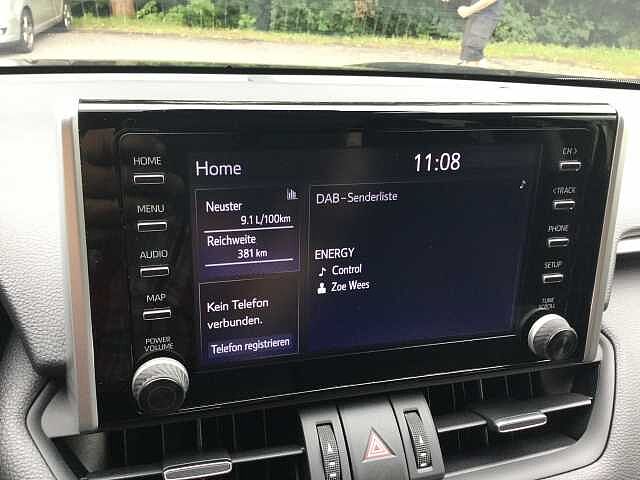 HOME
MENU
AUDIO
MAP
POWER
VOLUME
Home
11:08
Neuster
9.1 L/100km
Reichweite
381 km
Kein Telefon
verbunden.
Telefon registrieren
DAB-Senderliste
ENERGY
Control
Zoe Wees
CH >
< TRACK
PHONE
SETUP
TUNE
SCROLL